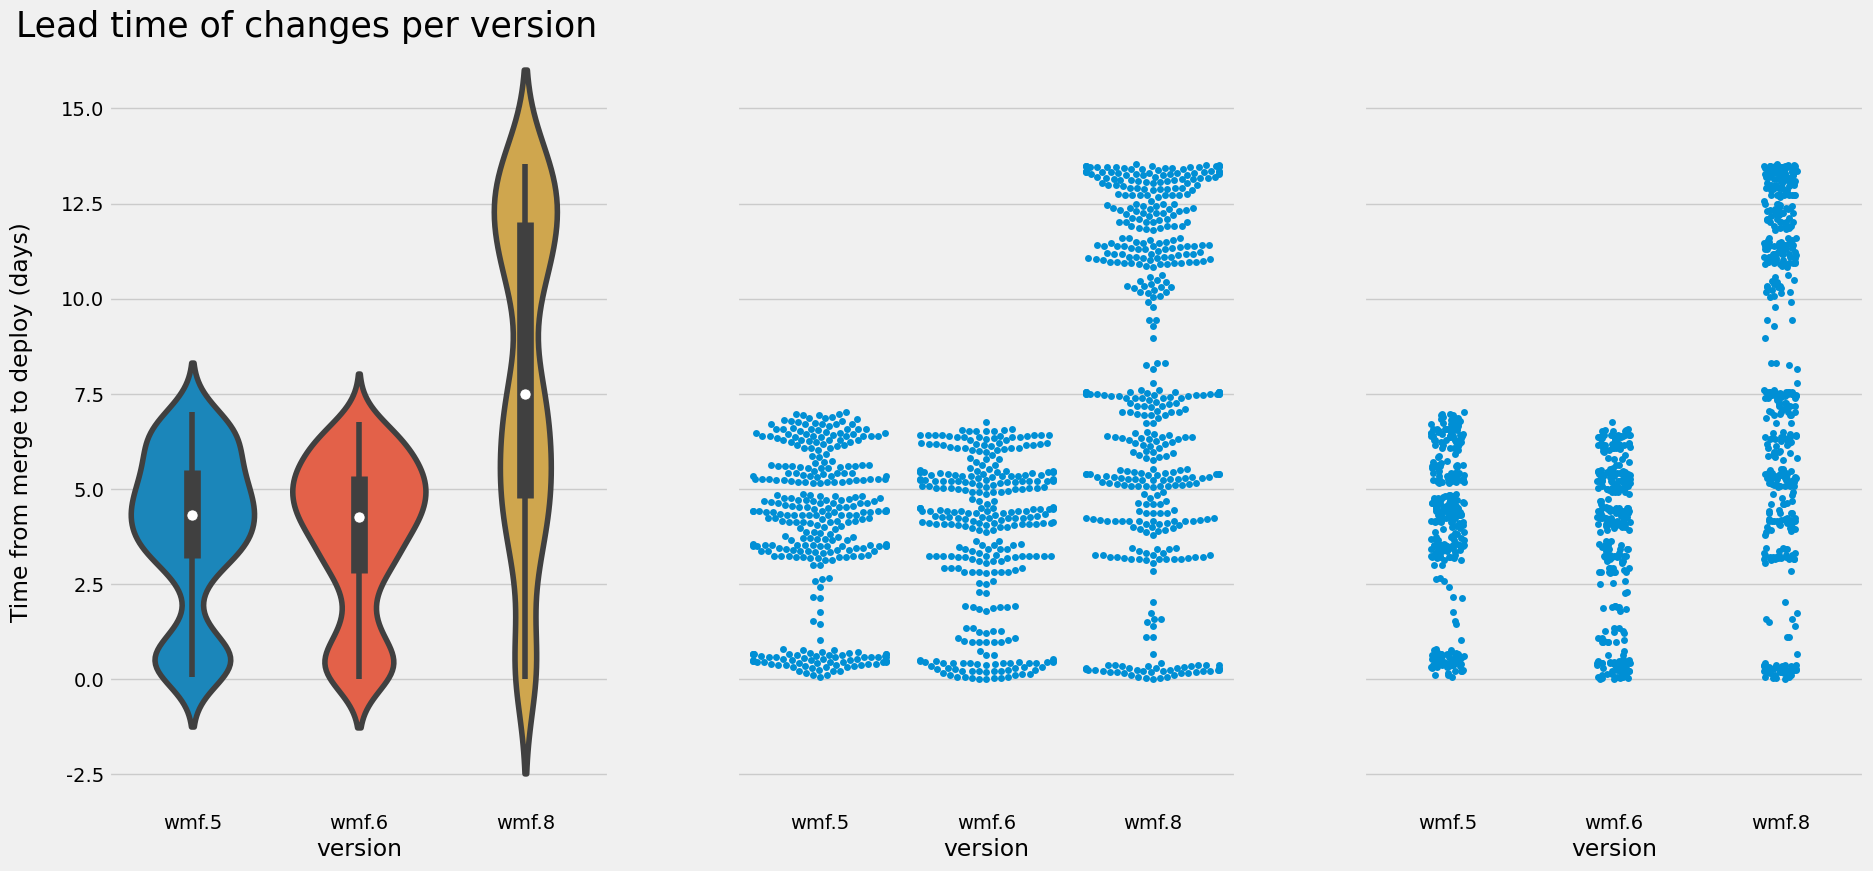 Lead time of changes per version
Time from merge to deploy (days)
15.0
12.5
10.0
7.5
5.0
2.5
0.0
-2.5
wmf.5 wmf.6 wmf.8
version
wmf.5 wmf.6 wmf.8
version
wmf.5 wmf.6 wmf.8
version